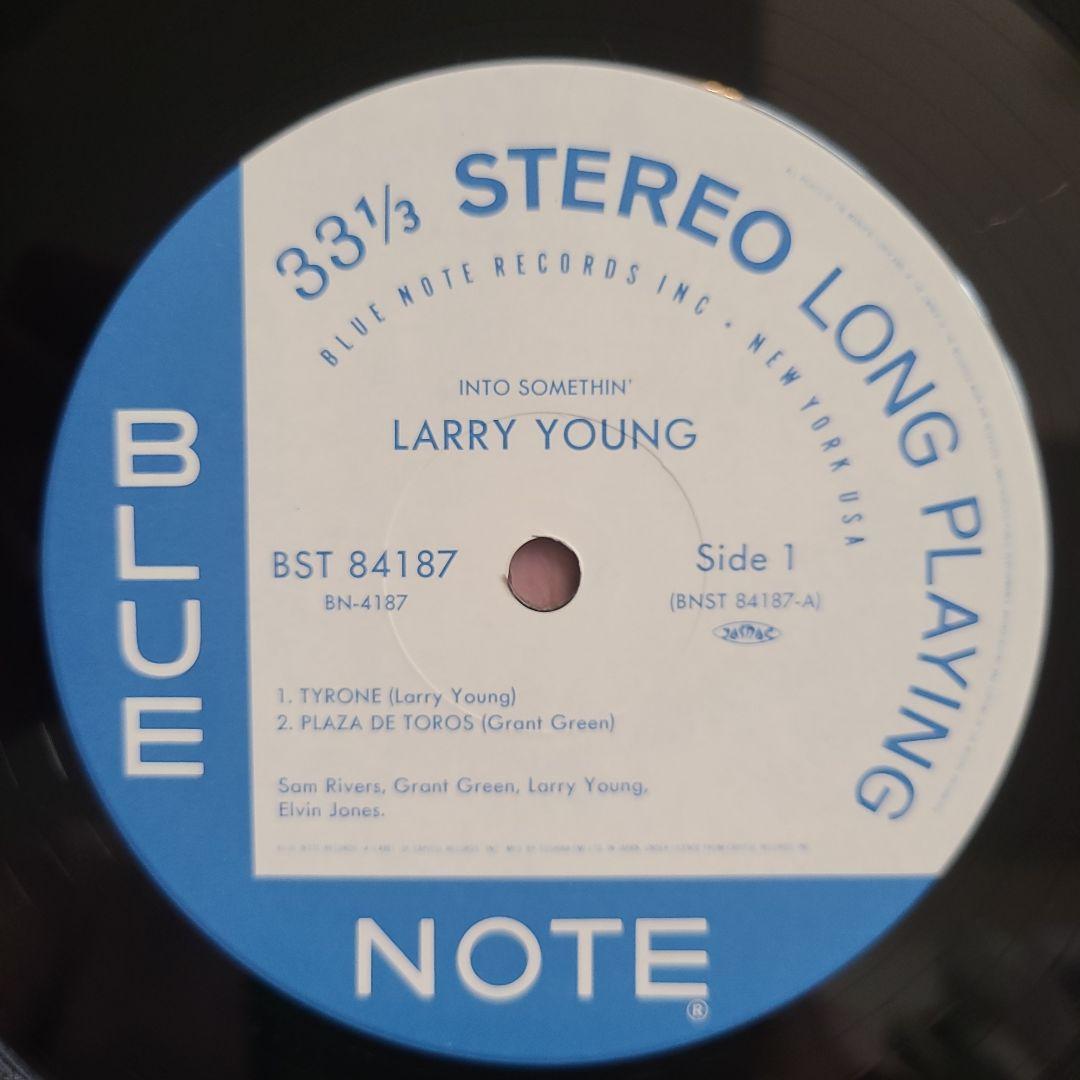 33⅓ STEREO LONG PLAYING
BLUE NOTE RECORDS INC • NEW YORK USA
INTO SOMETHIN'
LARRY YOUNG
BST 84187
BN-4187
Side 1
(BNST 84187-A)
JASRAC
1. TYRONE (Larry Young)
2. PLAZA DE TOROS (Grant Green)
Sam Rivers, Grant Green, Larry Young,
Elvin Jones.
BLUE
NOTE®